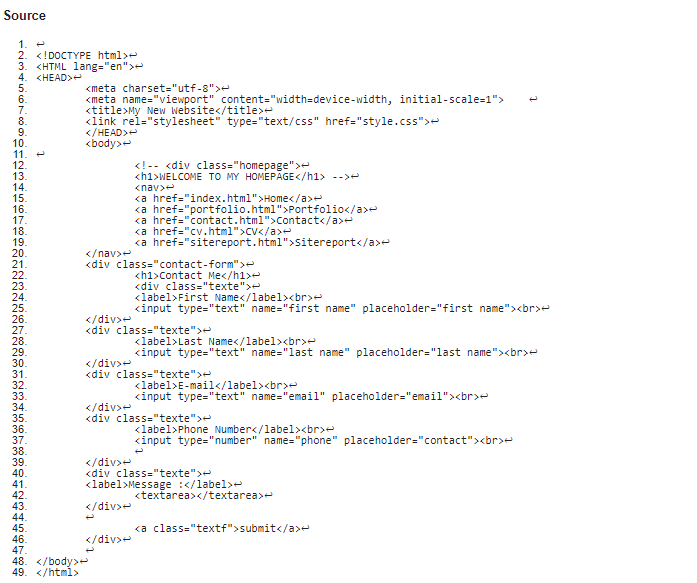 Source
1. ↩
2. <!DOCTYPE html>↩
3. <HTML lang="en">↩
4. <HEAD>↩
5. <meta charset="utf-8">↩
6. <meta name="viewport" content="width=device-width, initial-scale=1"> ↩
7. <title>My New Website</title>↩
8. <link rel="stylesheet" type="text/css" href="style.css">↩
9. </HEAD>↩
10. <body>↩
11. ↩
12. <!-- <div class="homepage">↩
13. <h1>WELCOME TO MY HOMEPAGE</h1> -->↩
14. <nav>↩
15. <a href="index.html">Home</a>↩
16. <a href="portfolio.html">Portfolio</a>↩
17. <a href="contact.html">Contact</a>↩
18. <a href="cv.html">CV</a>↩
19. <a href="sitereport.html">Sitereport</a>↩
20. </nav>↩
21. <div class="contact-form">↩
22. <h1>Contact Me</h1>↩
23. <div class="texte">↩
24. <label>First Name</label><br>↩
25. <input type="text" name="first name" placeholder="first name"><br>↩
26. </div>↩
27. <div class="texte">↩
28. <label>Last Name</label><br>↩
29. <input type="text" name="last name" placeholder="last name"><br>↩
30. </div>↩
31. <div class="texte">↩
32. <label>E-mail</label><br>↩
33. <input type="text" name="email" placeholder="email"><br>↩
34. </div>↩
35. <div class="texte">↩
36. <label>Phone Number</label><br>↩
37. <input type="number" name="phone" placeholder="contact"><br>↩
38. ↩
39. </div>↩
40. <div class="texte">↩
41. <label>Message :</label>↩
42. <textarea></textarea>↩
43. </div>↩
44. ↩
45. <a class="textf">submit</a>↩
46. </div>↩
47. ↩
48. </body>↩
49. </html>